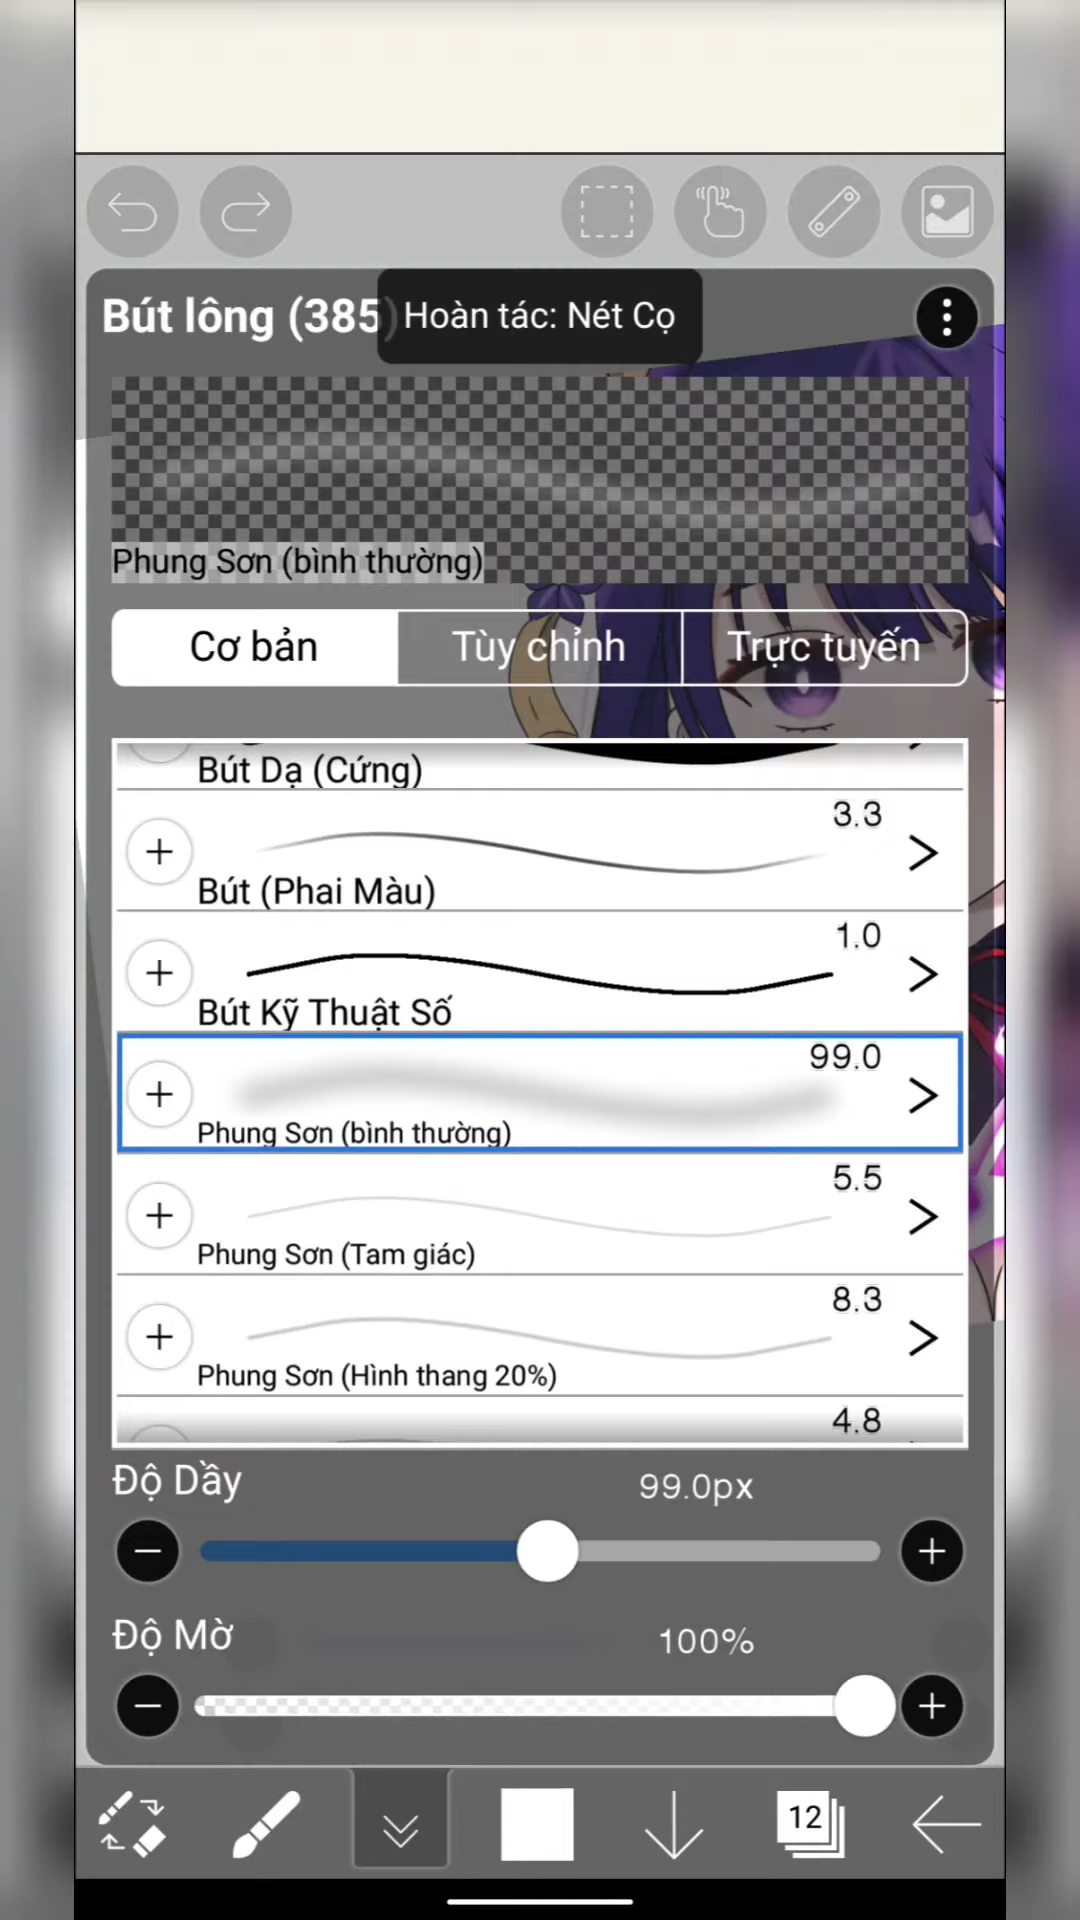 Bút lông (385)
Hoàn tác: Nét Cọ
Phung Sơn (bình thường)
Cơ bản
Tùy chỉnh
Trực tuyến
Bút Dạ (Cứng)
3.3
Bút (Phai Màu)
1.0
Bút Kỹ Thuật Số
99.0
Phung Sơn (bình thường)
5.5
Phung Sơn (Tam giác)
8.3
Phung Sơn (Hình thang 20%)
4.8
Độ Dầy
99.0px
Độ Mờ
100%
12